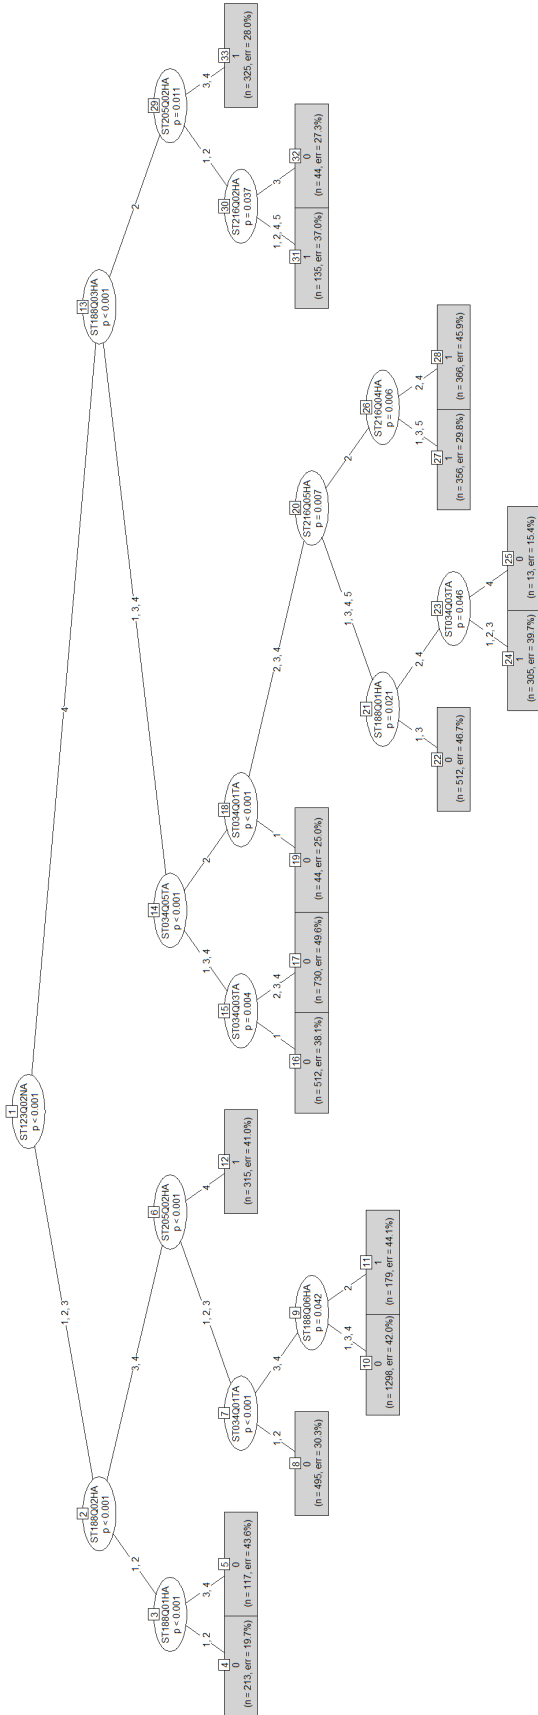 1
ST123Q02NA
p < 0.001
1, 2, 3
4
2
ST188Q02HA
p < 0.001
1, 2
3, 4
3
ST188Q01HA
p < 0.001
1, 2
3, 4
4
0
(n = 213, err = 19.7%)
5
0
(n = 117, err = 43.6%)
6
ST205Q02HA
p < 0.001
1, 2, 3
4
7
ST034Q01TA
p < 0.001
1, 2
3, 4
8
0
(n = 495, err = 30.3%)
9
ST188Q06HA
p = 0.042
1, 3, 4
2
10
0
(n = 1298, err = 42.0%)
11
1
(n = 179, err = 44.1%)
12
1
(n = 315, err = 41.0%)
13
ST188Q03HA
p < 0.001
1, 3, 4
2
14
ST034Q05TA
p < 0.001
1, 3, 4
2
15
ST034Q03TA
p = 0.004
1
2, 3, 4
16
0
(n = 512, err = 38.1%)
17
0
(n = 730, err = 49.6%)
18
ST034Q01TA
p < 0.001
1
2, 3, 4
19
0
(n = 44, err = 25.0%)
20
ST216Q05HA
p = 0.007
1, 3, 4, 5
2
21
ST188Q01HA
p = 0.021
1, 3
2, 4
22
0
(n = 512, err = 46.7%)
23
ST034Q03TA
p = 0.046
1, 2, 3
4
24
1
(n = 305, err = 39.7%)
25
0
(n = 13, err = 15.4%)
26
ST216Q04HA
p = 0.006
1, 3, 5
2, 4
27
1
(n = 356, err = 29.8%)
28
1
(n = 366, err = 45.9%)
29
ST205Q02HA
p = 0.011
1, 2
3, 4
30
ST216Q02HA
p = 0.037
1, 2, 4, 5
3
31
1
(n = 135, err = 37.0%)
32
0
(n = 44, err = 27.3%)
33
1
(n = 325, err = 28.0%)